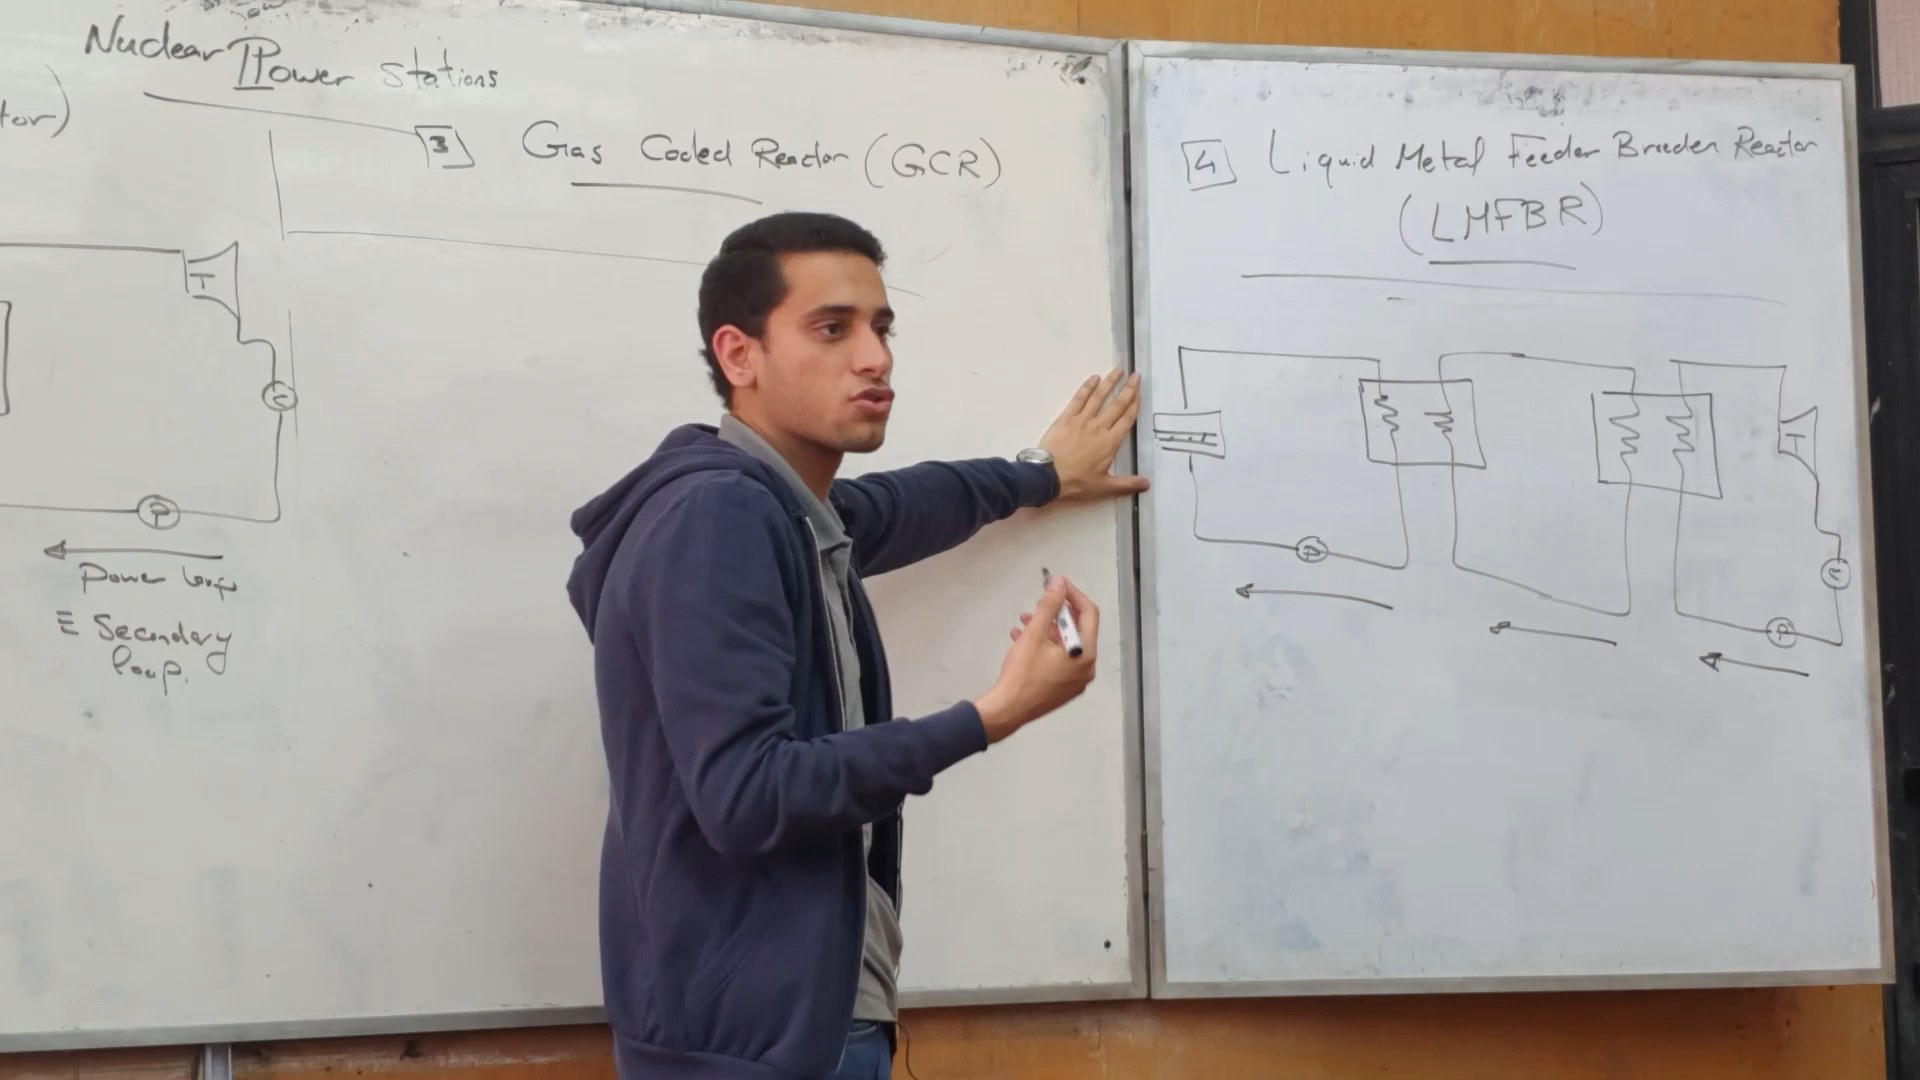 Nuclear Power Stations
tor)
T
C
P
Power loop
≡ Secondary
loop.
3 Gas Cooled Reactor (GCR)
4 Liquid Metal Feeder Breeder Reactor
(LMFBR)
T
C
P
P